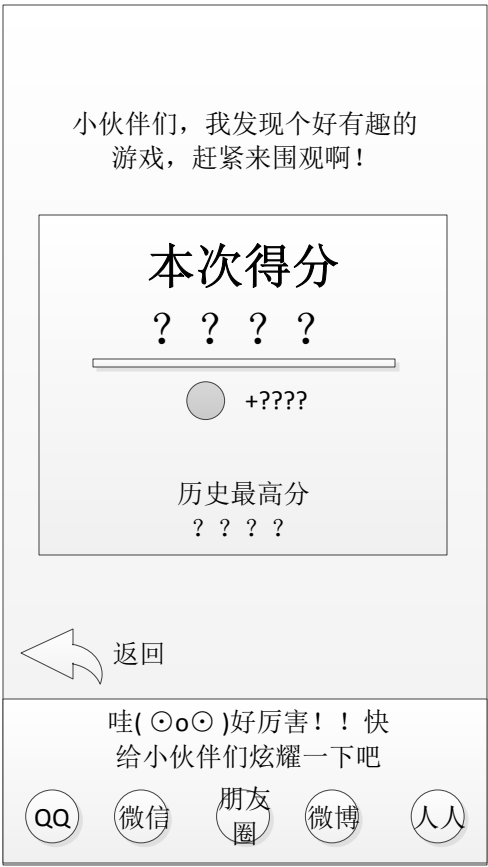 小伙伴们，我发现个好有趣的
游戏，赶紧来围观啊！
本次得分
？？？？
+????
历史最高分
？？？？
返回
哇( ⊙o⊙ )好厉害！！快
给小伙伴们炫耀一下吧
QQ
微信
朋友
圈
微博
人人